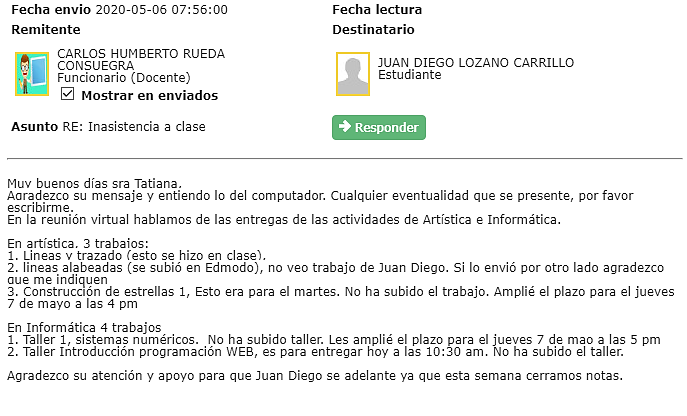 Fecha envio 2020-05-06 07:56:00
Fecha lectura
Remitente
Destinatario
CARLOS HUMBERTO RUEDA
CONSUEGRA
Funcionario (Docente)
Mostrar en enviados
JUAN DIEGO LOZANO CARRILLO
Estudiante
Asunto RE: Inasistencia a clase
Responder
Muy buenos días sra Tatiana.
Agradezco su mensaje y entiendo lo del computador. Cualquier eventualidad que se presente, por favor
escribirme.
En la reunión virtual hablamos de las entregas de las actividades de Artística e Informática.
En artística. 3 trabajos:
1. Lineas y trazado (esto se hizo en clase).
2. lineas alabeadas (se subió en Edmodo), no veo trabajo de Juan Diego. Si lo envió por otro lado agradezco
que me indiquen
3. Construcción de estrellas 1, Esto era para el martes. No ha subido el trabajo. Amplié el plazo para el jueves
7 de mayo a las 4 pm
En Informática 4 trabajos
1. Taller 1, sistemas numéricos. No ha subido taller. Les amplié el plazo para el jueves 7 de mao a las 5 pm
2. Taller Introducción programación WEB, es para entregar hoy a las 10:30 am. No ha subido el taller.
Agradezco su atención y apoyo para que Juan Diego se adelante ya que esta semana cerramos notas.